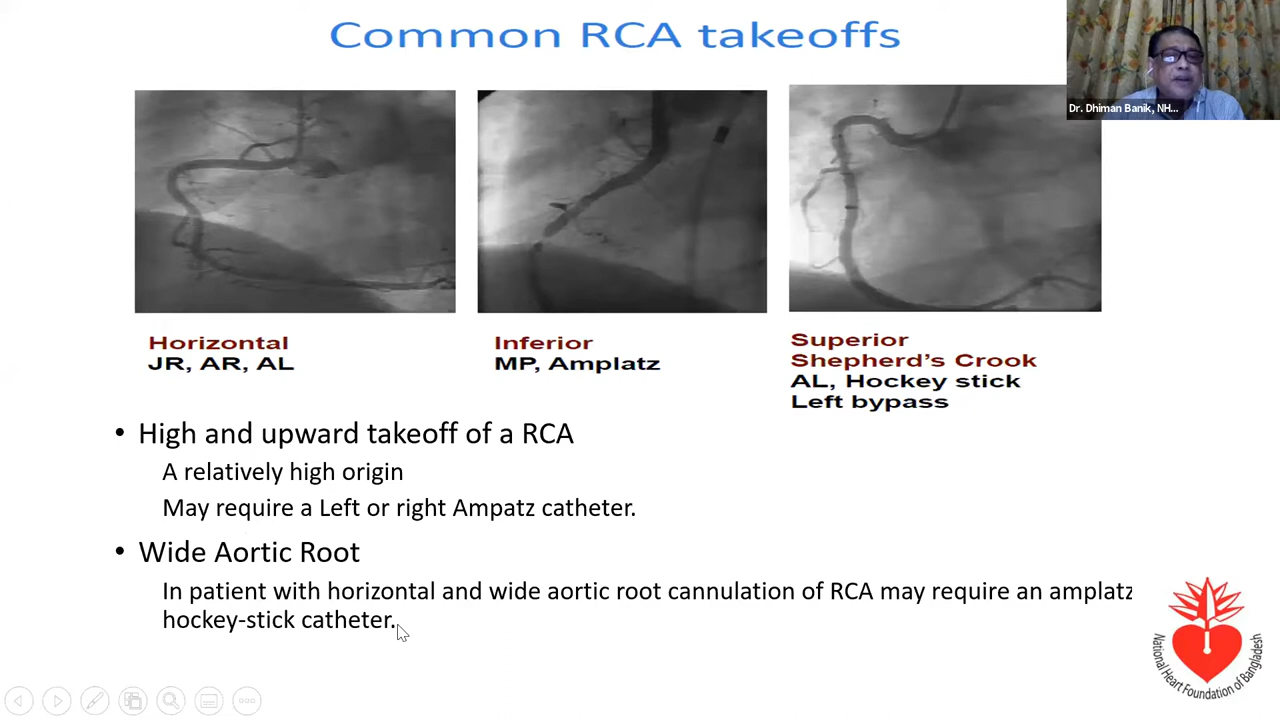 Common RCA takeoffs
Dr. Dhiman Banik, NH...
Horizontal
JR, AR, AL
Inferior
MP, Amplatz
Superior
Shepherd's Crook
AL, Hockey stick
Left bypass
• High and upward takeoff of a RCA
A relatively high origin
May require a Left or right Ampatz catheter.
• Wide Aortic Root
In patient with horizontal and wide aortic root cannulation of RCA may require an amplatz
hockey-stick catheter.
National Heart Foundation of Bangladesh